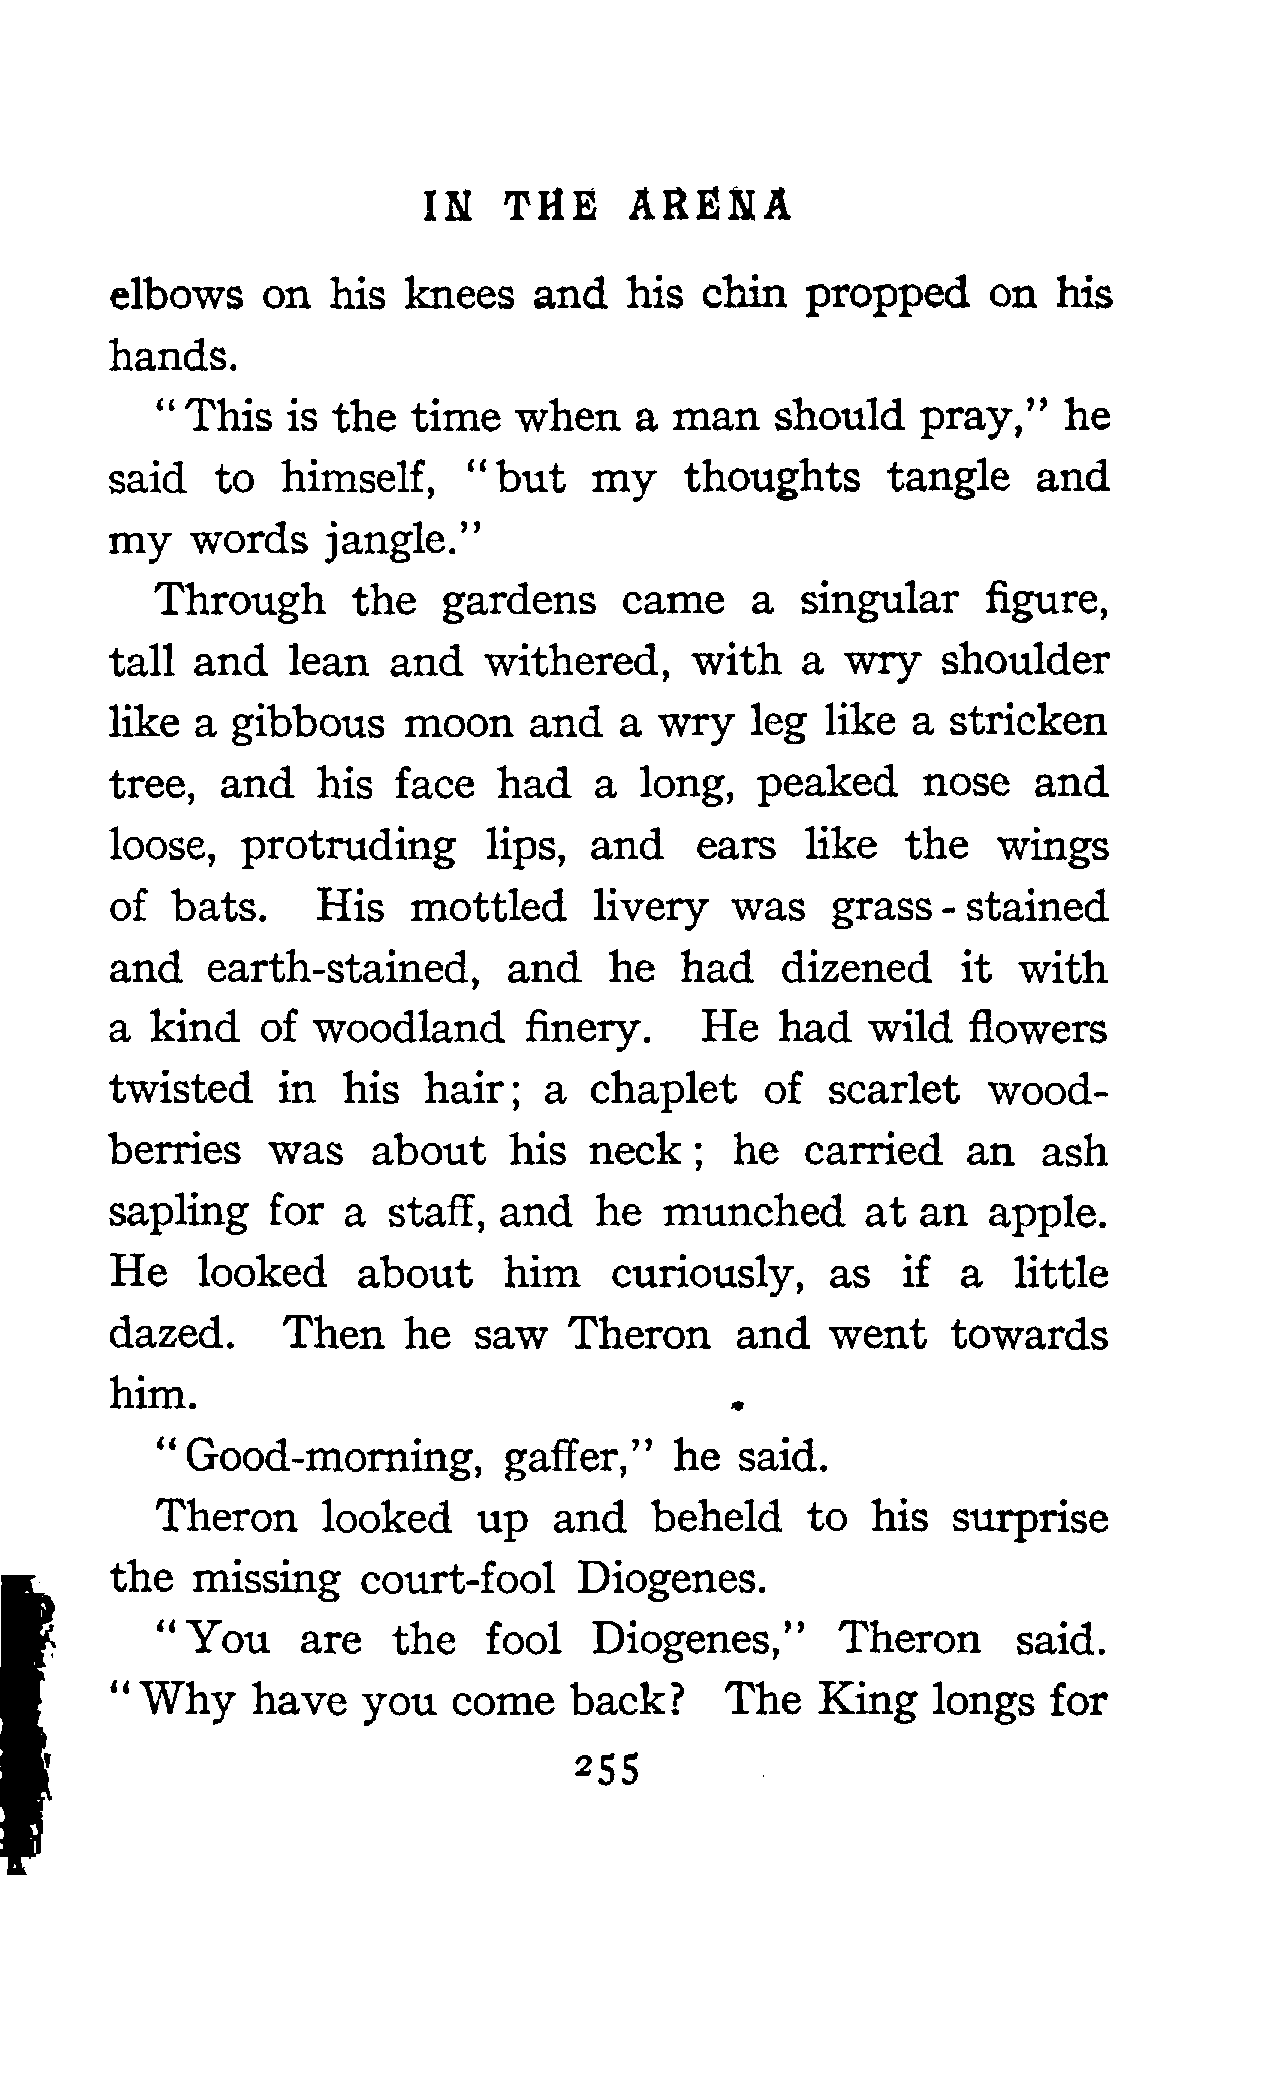 IN THE ARENA
elbows on his knees and his chin propped on his
hands.
"This is the time when a man should pray," he
said to himself, "but my thoughts tangle and
my words jangle."
Through the gardens came a singular figure,
tall and lean and withered, with a wry shoulder
like a gibbous moon and a wry leg like a stricken
tree, and his face had a long, peaked nose and
loose, protruding lips, and ears like the wings
of bats. His mottled livery was grass-stained
and earth-stained, and he had dizened it with
a kind of woodland finery. He had wild flowers
twisted in his hair; a chaplet of scarlet wood-
berries was about his neck; he carried an ash
sapling for a staff, and he munched at an apple.
He looked about him curiously, as if a little
dazed. Then he saw Theron and went towards
him.
"Good-morning, gaffer," he said.
Theron looked up and beheld to his surprise
the missing court-fool Diogenes.
"You are the fool Diogenes," Theron said.
"Why have you come back? The King longs for
255